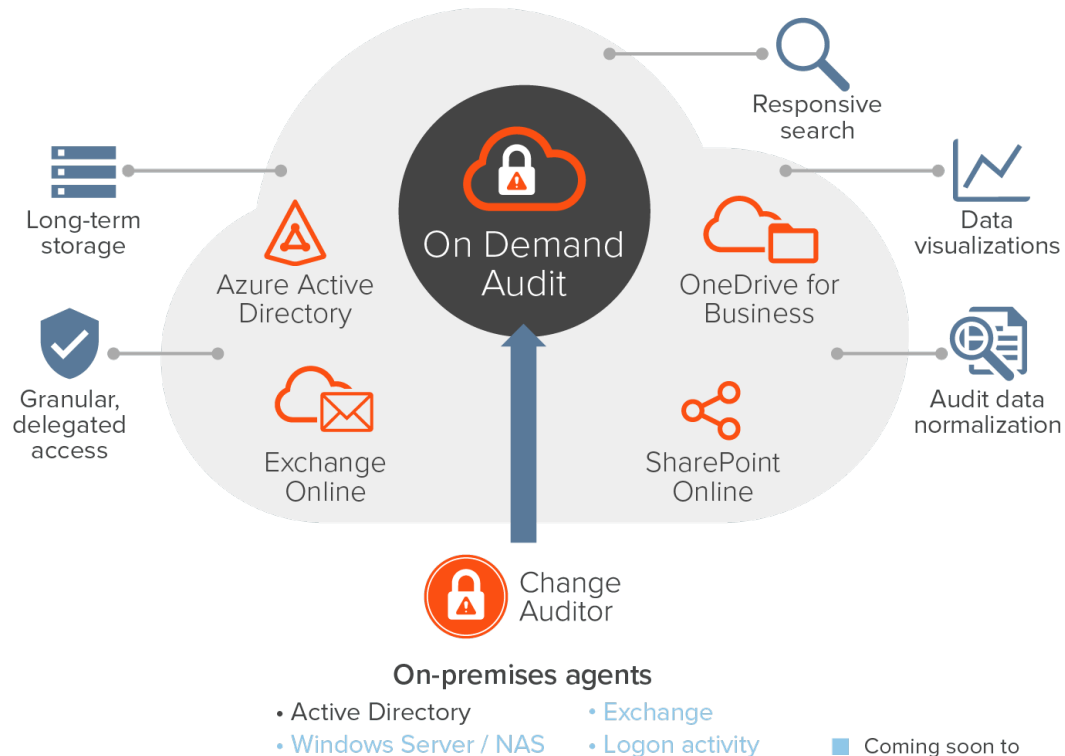 Responsive
search
Long-term
storage
On Demand
Audit
Data
visualizations
Azure Active
Directory
OneDrive for
Business
Granular,
delegated
access
Audit data
normalization
Exchange
Online
SharePoint
Online
Change
Auditor
On-premises agents
• Active Directory
• Exchange
• Windows Server / NAS
• Logon activity
Coming soon to